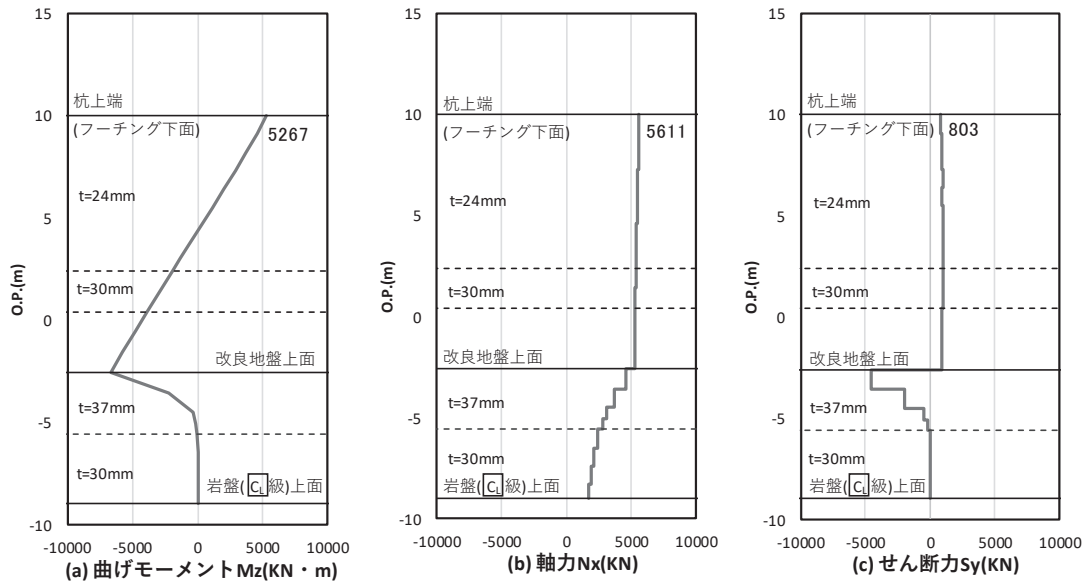 15
杭上端
10
(フーチング下面)
5267
t=24mm
5
t=30mm
0
改良地盤上面
t=37mm
-5
t=30mm
岩盤(CL級)上面
-10
-10000 -5000 0 5000 10000
O.P.(m)
(a) 曲げモーメントMz(KN・m)
15
杭上端
10
(フーチング下面)
5611
t=24mm
5
t=30mm
0
改良地盤上面
t=37mm
-5
t=30mm
岩盤(CL級)上面
-10
-10000 -5000 0 5000 10000
O.P.(m)
(b) 軸力Nx(KN)
15
杭上端
10
(フーチング下面)
803
t=24mm
5
t=30mm
0
改良地盤上面
t=37mm
-5
t=30mm
岩盤(CL級)上面
-10
-10000 -5000 0 5000 10000
O.P.(m)
(c) せん断力Sy(KN)